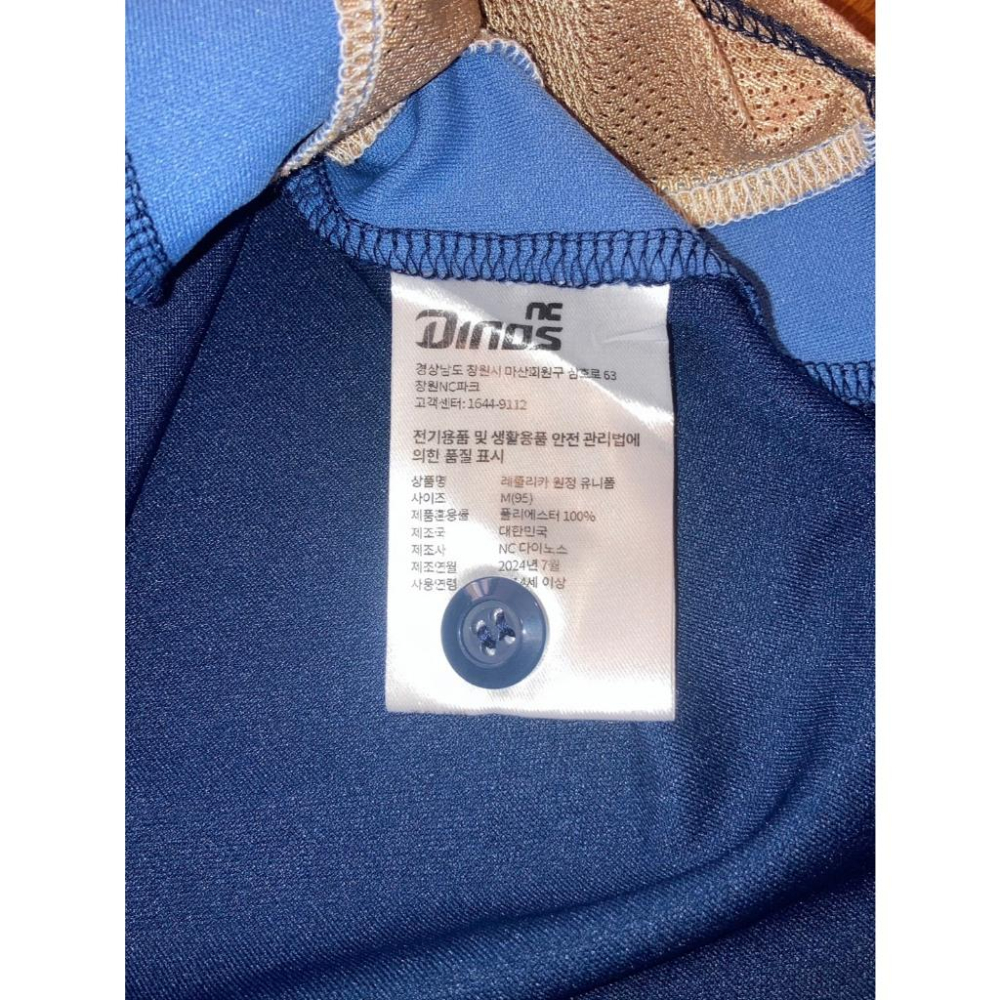 NC
Dinos
경상남도 창원시 마산회원구 삼호로 63
창원NC파크
고객센터: 1644-9112
전기용품 및 생활용품 안전 관리법에
의한 품질 표시
상품명 레플리카 원정 유니폼
사이즈 M(95)
제품혼용률 폴리에스터 100%
제조국 대한민국
제조사 NC 다이노스
제조연월 2024년 7월
사용연령 14세 이상